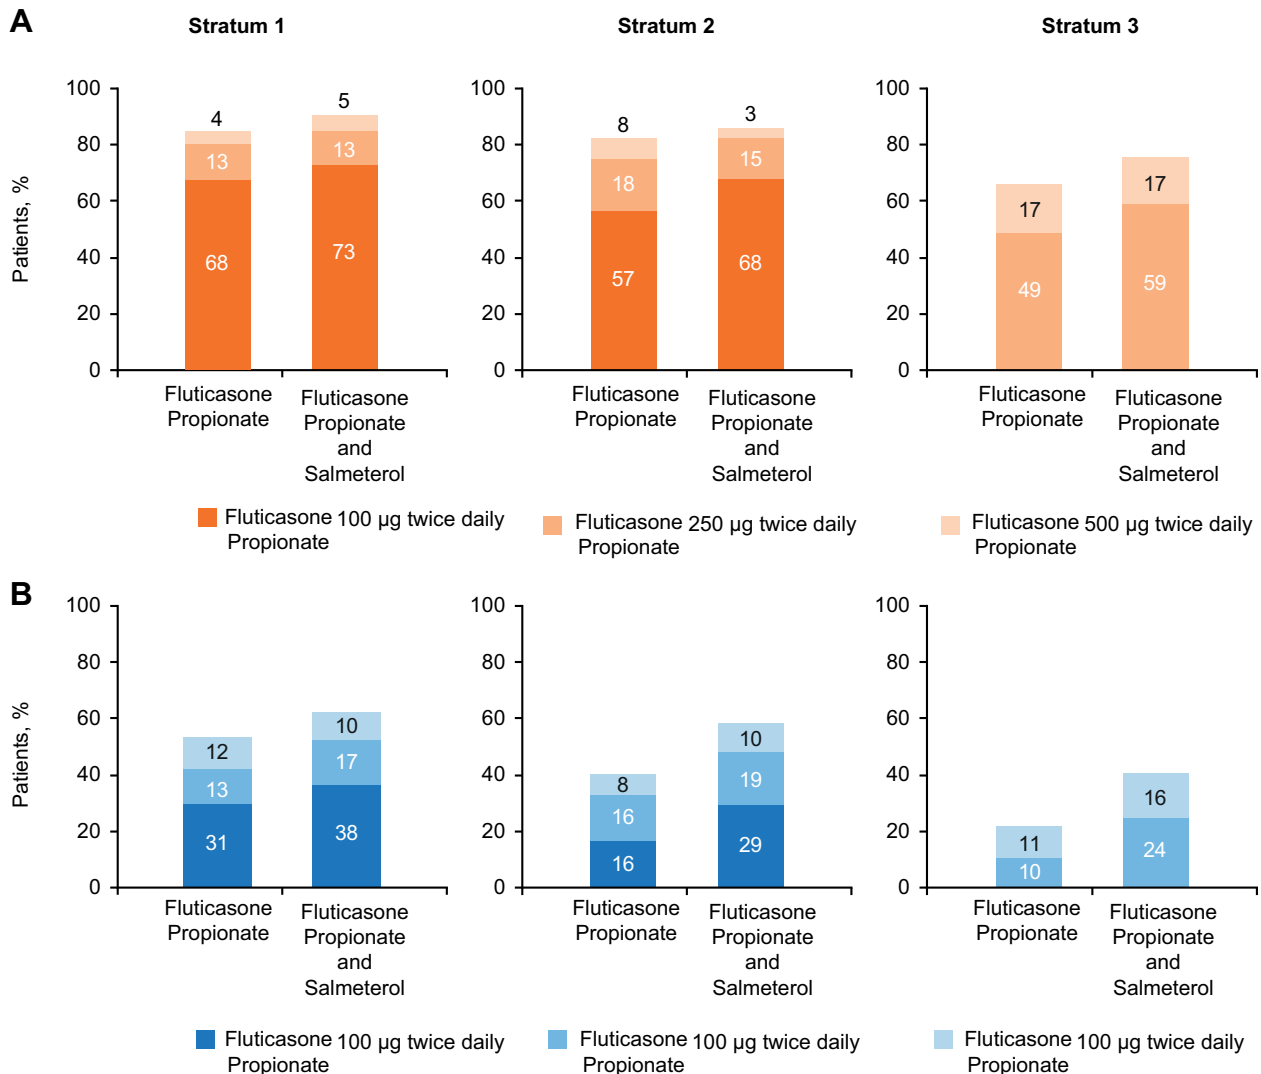 A
Stratum 1
Stratum 2
Stratum 3
Patients, %
100
80
60
40
20
0
4
13
68
5
13
73
Fluticasone
Propionate
Fluticasone
Propionate
and
Salmeterol
100
80
60
40
20
0
8
18
57
3
15
68
Fluticasone
Propionate
Fluticasone
Propionate
and
Salmeterol
100
80
60
40
20
0
17
49
17
59
Fluticasone
Propionate
Fluticasone
Propionate
and
Salmeterol
Fluticasone 100 µg twice daily
Propionate
Fluticasone 250 µg twice daily
Propionate
Fluticasone 500 µg twice daily
Propionate
B
Patients, %
100
80
60
40
20
0
12
13
31
10
17
38
Fluticasone
Propionate
Fluticasone
Propionate
and
Salmeterol
100
80
60
40
20
0
8
16
16
10
19
29
Fluticasone
Propionate
Fluticasone
Propionate
and
Salmeterol
100
80
60
40
20
0
11
10
16
24
Fluticasone
Propionate
Fluticasone
Propionate
and
Salmeterol
Fluticasone 100 µg twice daily
Propionate
Fluticasone 100 µg twice daily
Propionate
Fluticasone 100 µg twice daily
Propionate